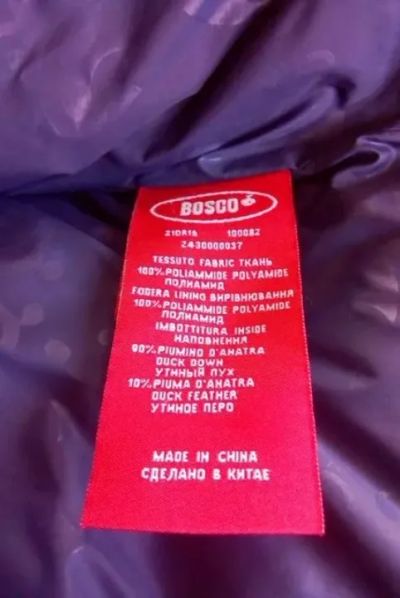 BOSCO
21DR16 100082
2430000037
TESSUTO FABRIC ТКАНЬ
100% POLIAMMIDE POLYAMIDE
ПОЛИАМИД
FODERA LINING ВИРІВНЮВАННЯ
100% POLIAMMIDE POLYAMIDE
ПОЛИАМИД
IMBOTTITURA INSIDE
НАПОВНЕННЯ
90% PIUMINO D'ANATRA
DUCK DOWN
УТИНЫЙ ПУХ
10% PIUMA D'ANATRA
DUCK FEATHER
УТИНОЕ ПЕРО
MADE IN CHINA
СДЕЛАНО В КИТАЕ